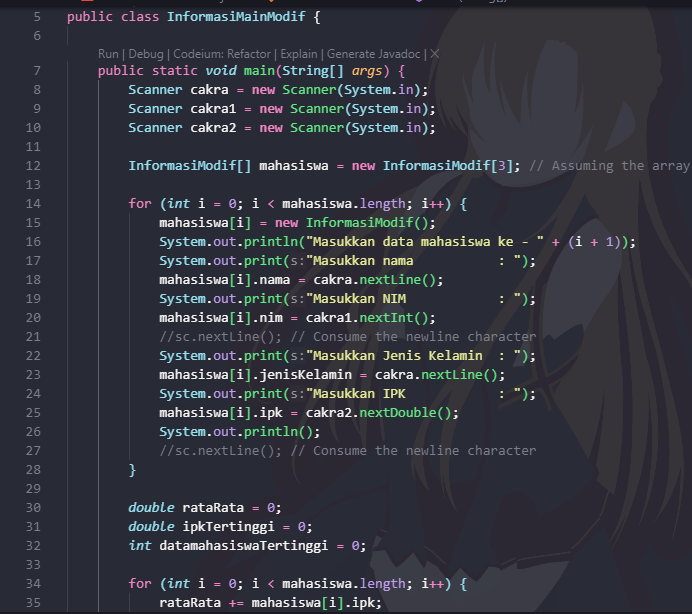 5 public class InformasiMainModif {
6
Run | Debug | Codeium: Refactor | Explain | Generate Javadoc | ×
7 public static void main(String[] args) {
8 Scanner cakra = new Scanner(System.in);
9 Scanner cakra1 = new Scanner(System.in);
10 Scanner cakra2 = new Scanner(System.in);
11
12 InformasiModif[] mahasiswa = new InformasiModif[3]; // Assuming the array
13
14 for (int i = 0; i < mahasiswa.length; i++) {
15 mahasiswa[i] = new InformasiModif();
16 System.out.println("Masukkan data mahasiswa ke - " + (i + 1));
17 System.out.print(s:"Masukkan nama           : ");
18 mahasiswa[i].nama = cakra.nextLine();
19 System.out.print(s:"Masukkan NIM            : ");
20 mahasiswa[i].nim = cakra1.nextInt();
21 //sc.nextLine(); // Consume the newline character
22 System.out.print(s:"Masukkan Jenis Kelamin  : ");
23 mahasiswa[i].jenisKelamin = cakra.nextLine();
24 System.out.print(s:"Masukkan IPK            : ");
25 mahasiswa[i].ipk = cakra2.nextDouble();
26 System.out.println();
27 //sc.nextLine(); // Consume the newline character
28 }
29
30 double rataRata = 0;
31 double ipkTertinggi = 0;
32 int datamahasiswaTertinggi = 0;
33
34 for (int i = 0; i < mahasiswa.length; i++) {
35 rataRata += mahasiswa[i].ipk;